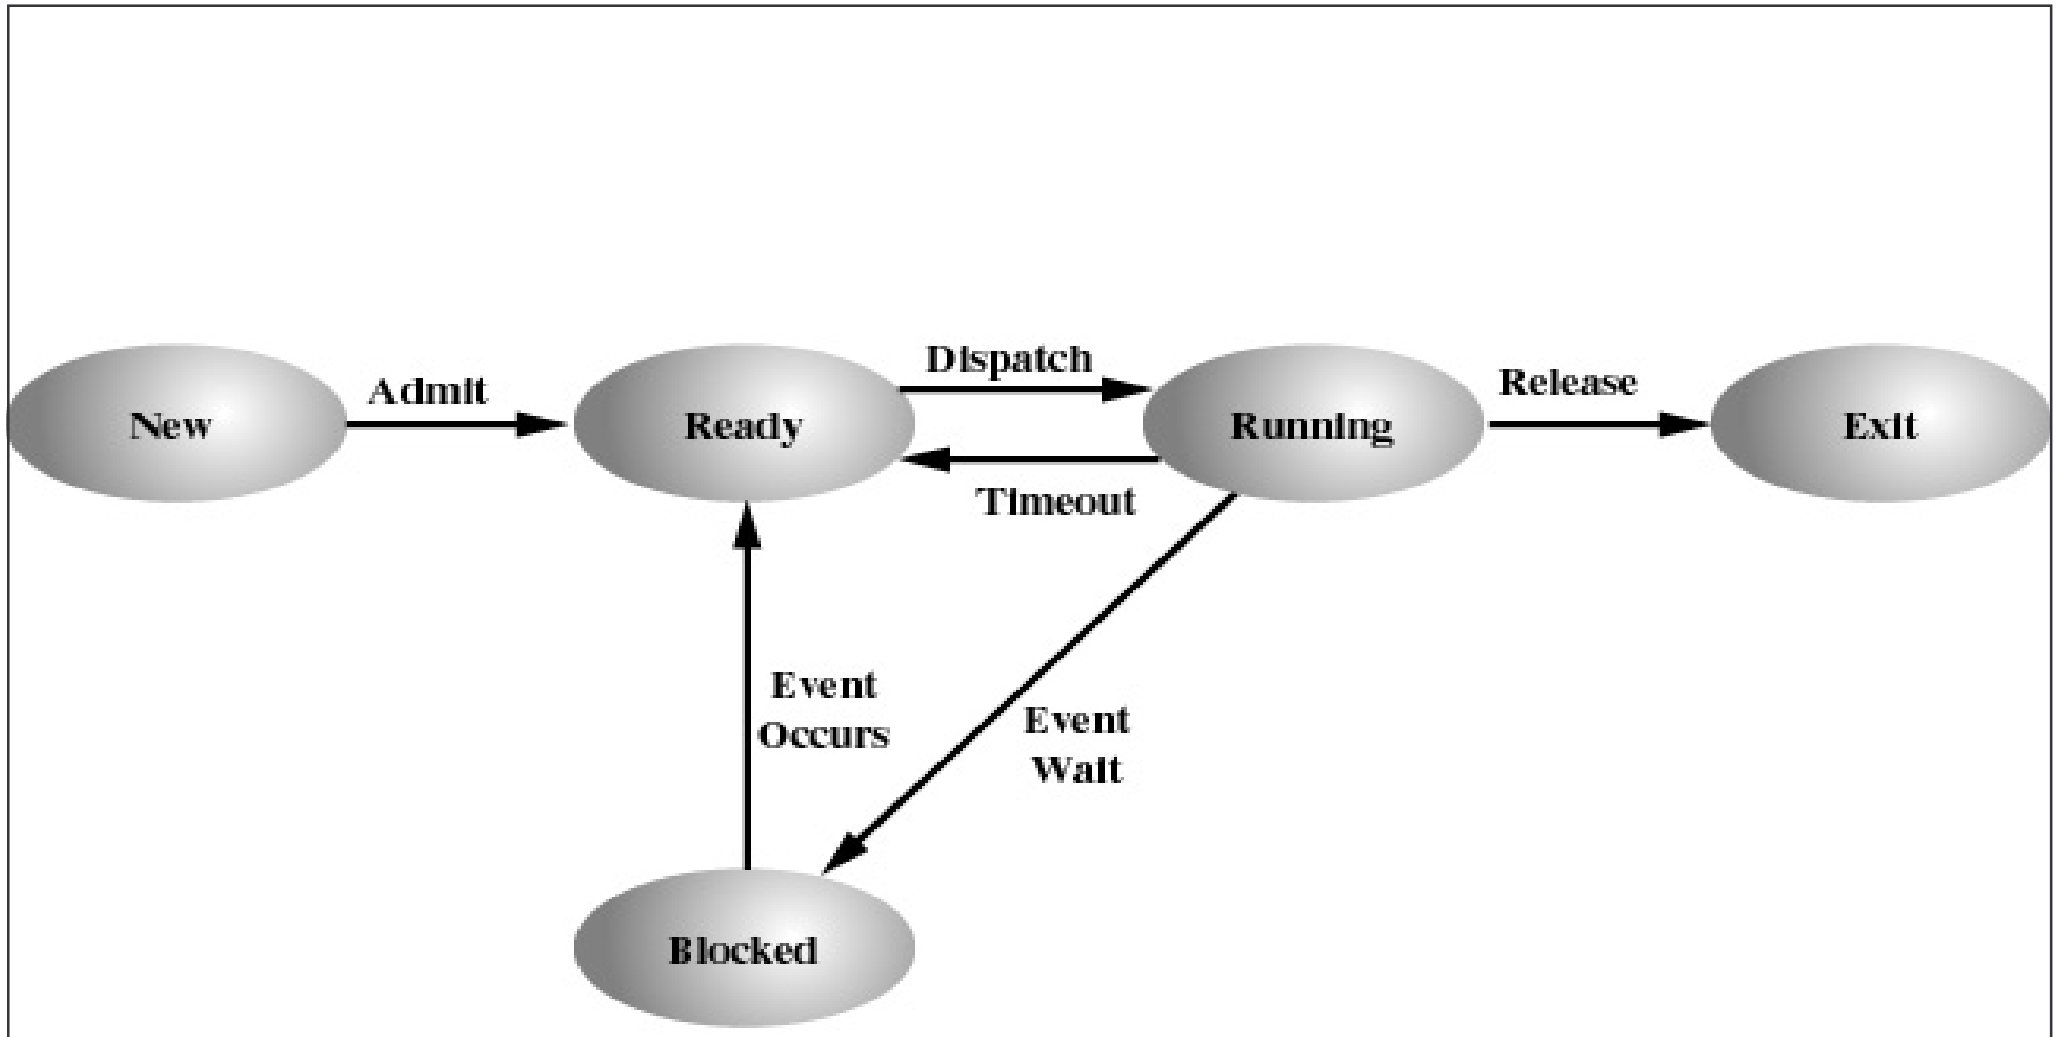 New
Admit
Ready
Dispatch
Timeout
Running
Release
Exit
Event
Occurs
Event
Wait
Blocked